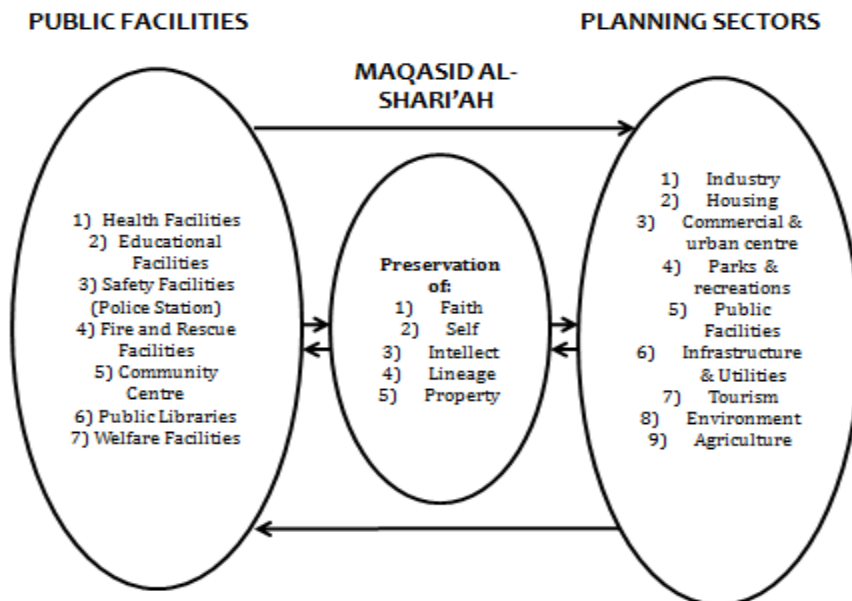 PUBLIC FACILITIES
PLANNING SECTORS
MAQASID AL-
SHARI'AH
1) Health Facilities
2) Educational
Facilities
3) Safety Facilities
(Police Station)
4) Fire and Rescue
Facilities
5) Community
Centre
6) Public Libraries
7) Welfare Facilities
Preservation
of:
1) Faith
2) Self
3) Intellect
4) Lineage
5) Property
1) Industry
2) Housing
3) Commercial &
urban centre
4) Parks &
recreations
5) Public
Facilities
6) Infrastructure
& Utilities
7) Tourism
8) Environment
9) Agriculture